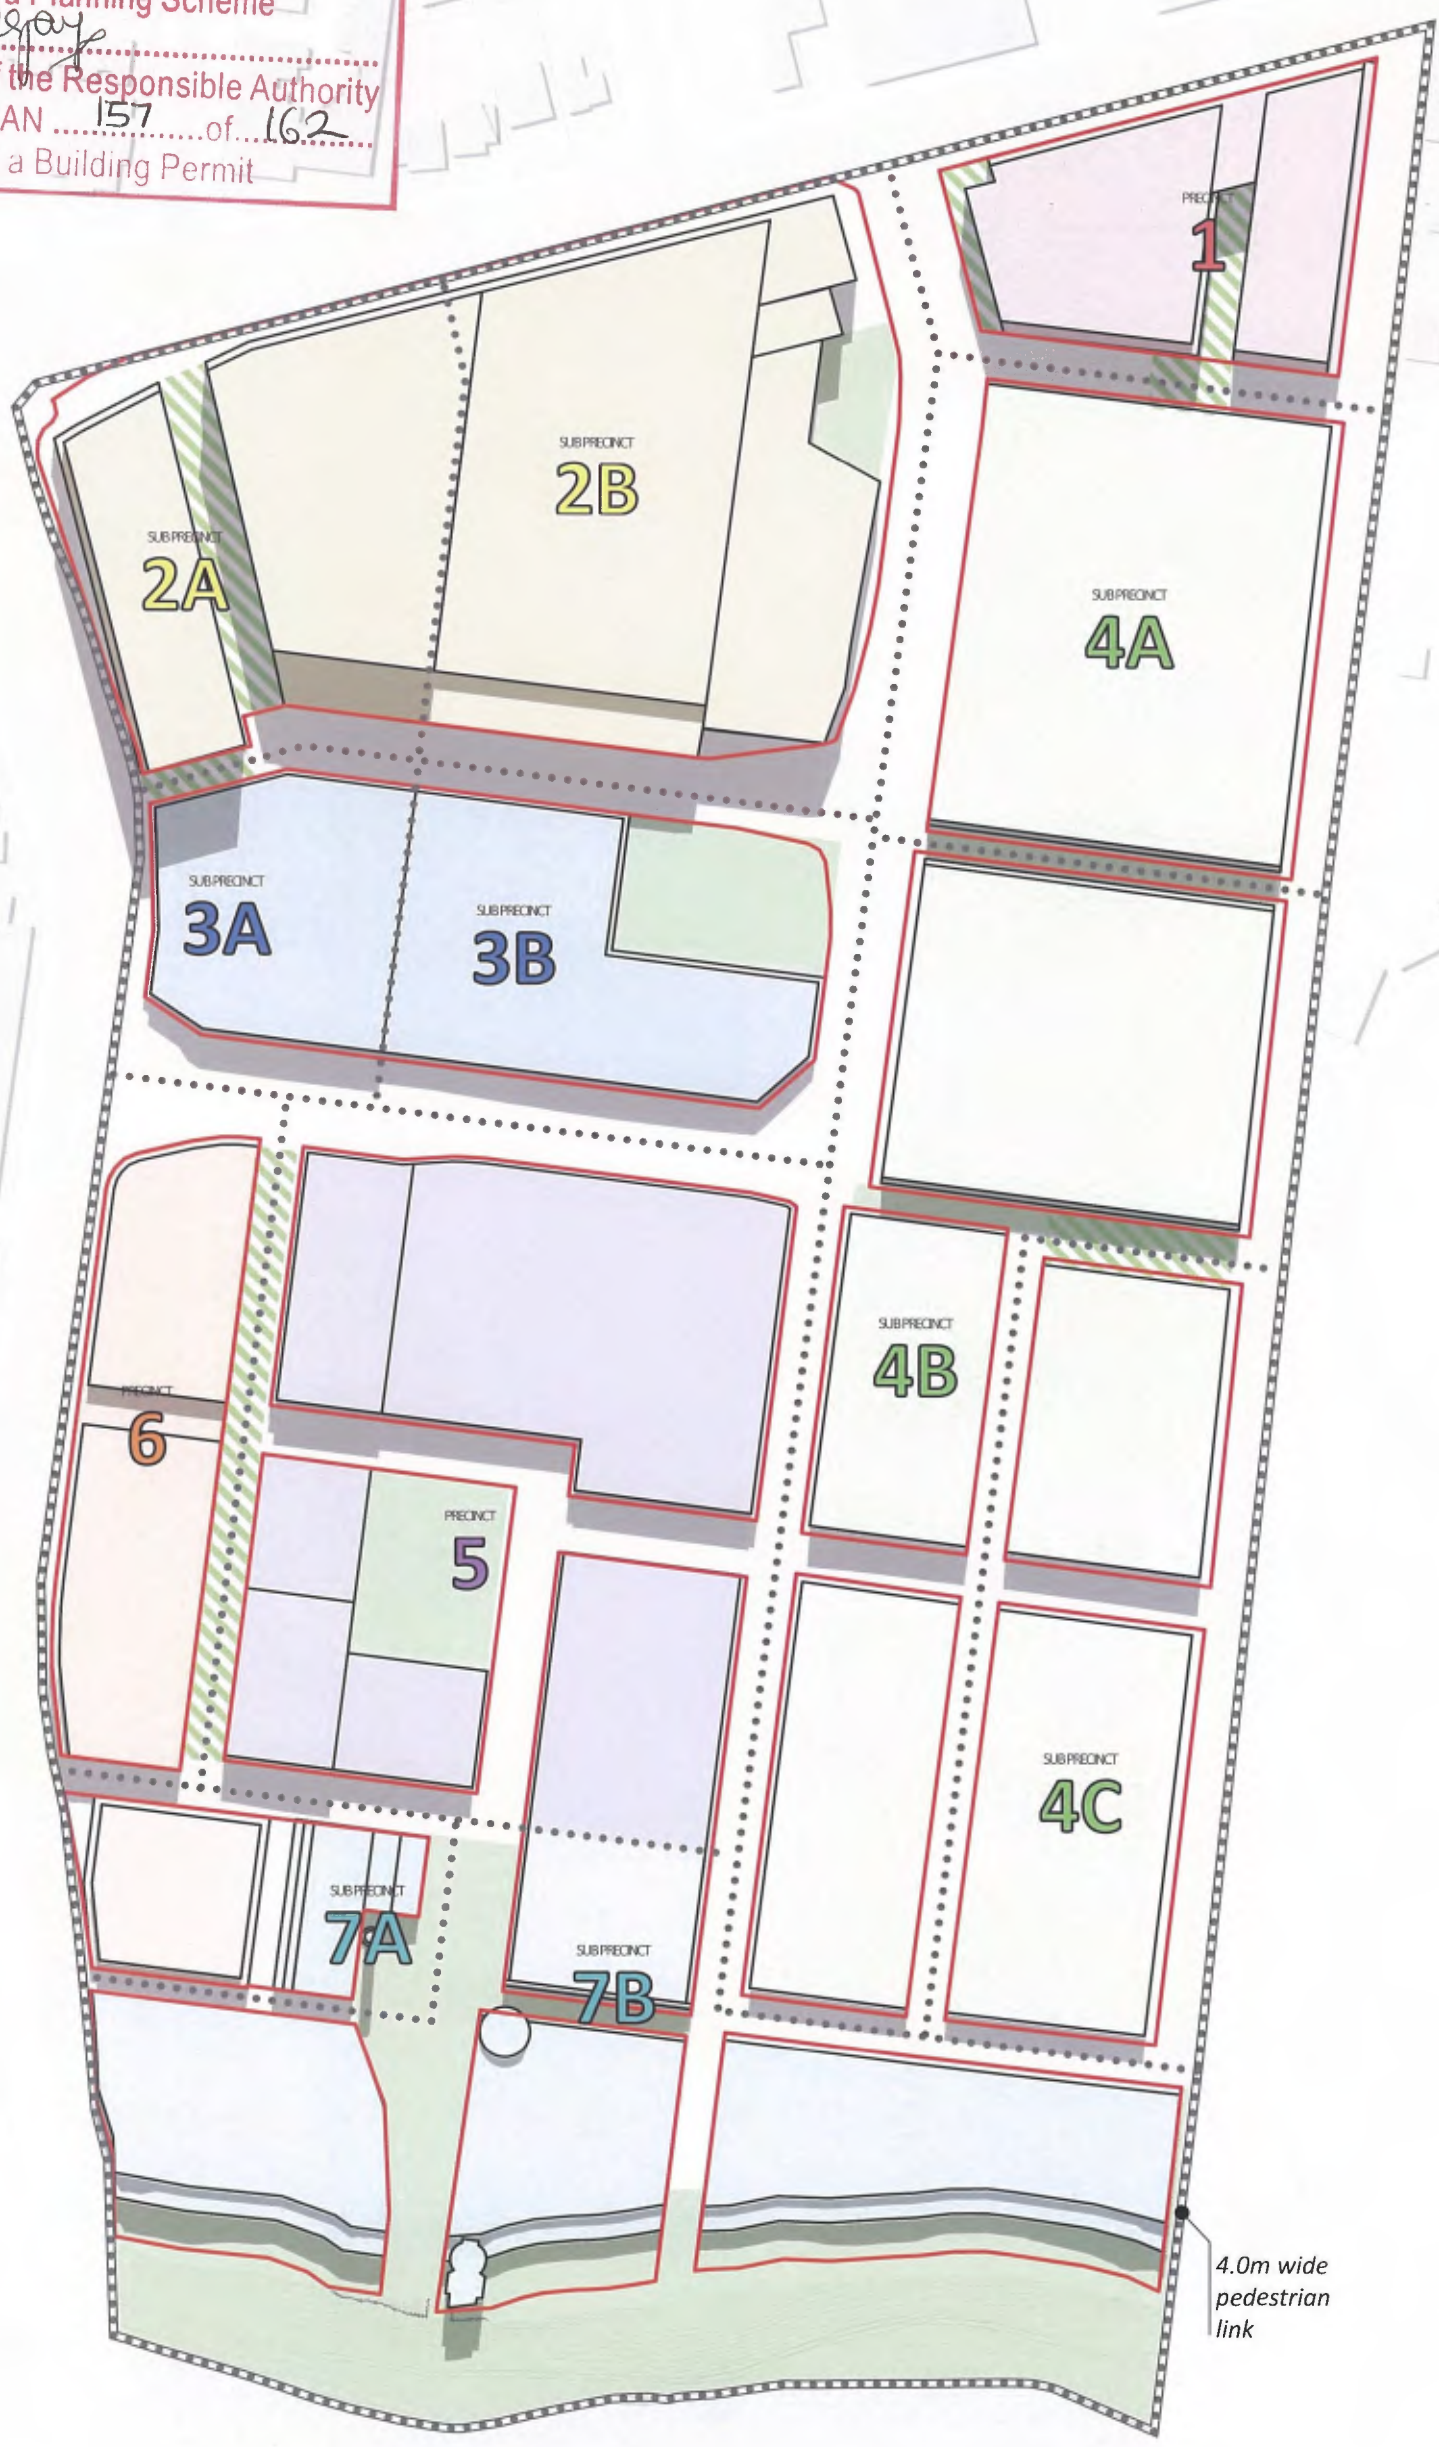 Planning Scheme
the Responsible Authority
AN 157 of 162
a Building Permit
PRECINCT
1
SUB PRECINCT
2B
SUB PRECINCT
2A
SUB PRECINCT
4A
SUB PRECINCT
3A
SUB PRECINCT
3B
SUB PRECINCT
4B
PRECINCT
6
PRECINCT
5
SUB PRECINCT
4C
SUB PRECINCT
7A
SUB PRECINCT
7B
4.0m wide
pedestrian
link